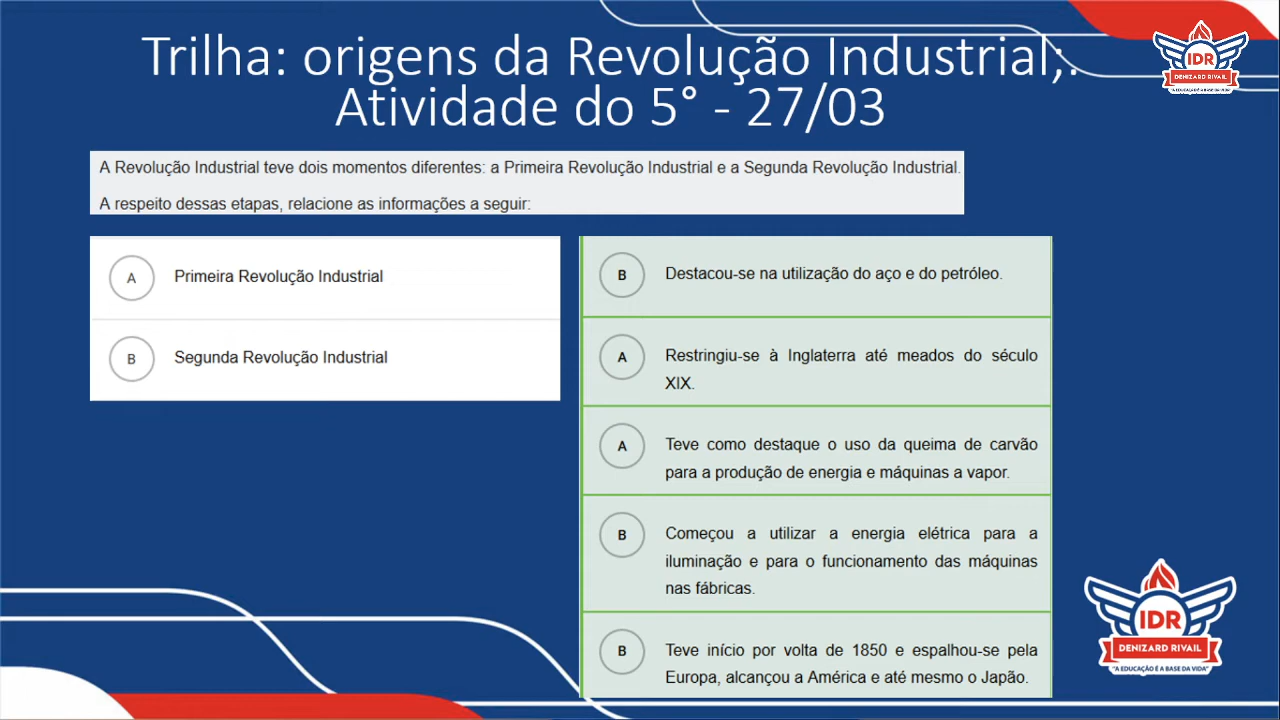 Trilha: origens da Revolução Industrial;.
Atividade do 5° - 27/03
IDR
DENIZARD RIVAIL
"A EDUCAÇÃO É A BASE DA VIDA"
A Revolução Industrial teve dois momentos diferentes: a Primeira Revolução Industrial e a Segunda Revolução Industrial.
A respeito dessas etapas, relacione as informações a seguir:
A Primeira Revolução Industrial
B Segunda Revolução Industrial
B Destacou-se na utilização do aço e do petróleo.
A Restringiu-se à Inglaterra até meados do século
XIX.
A Teve como destaque o uso da queima de carvão
para a produção de energia e máquinas a vapor.
B Começou a utilizar a energia elétrica para a
iluminação e para o funcionamento das máquinas
nas fábricas.
B Teve início por volta de 1850 e espalhou-se pela
Europa, alcançou a América e até mesmo o Japão.
IDR
DENIZARD RIVAIL
"A EDUCAÇÃO É A BASE DA VIDA"